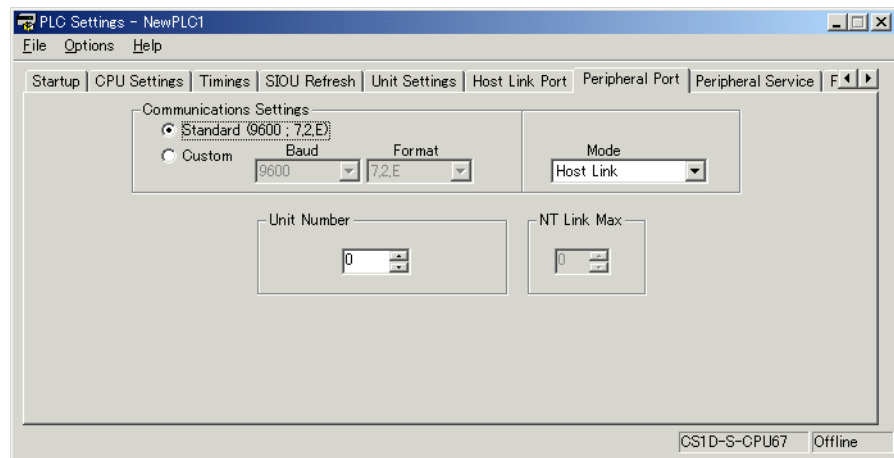 PLC Settings - NewPLC1
File Options Help
Startup CPU Settings Timings SIOU Refresh Unit Settings Host Link Port Peripheral Port Peripheral Service F
Communications Settings
Standard (9600 ; 7,2,E)
Custom Baud Format Mode
9600 7,2,E Host Link
Unit Number NT Link Max
0 0
CS1D-S-CPU67 Offline